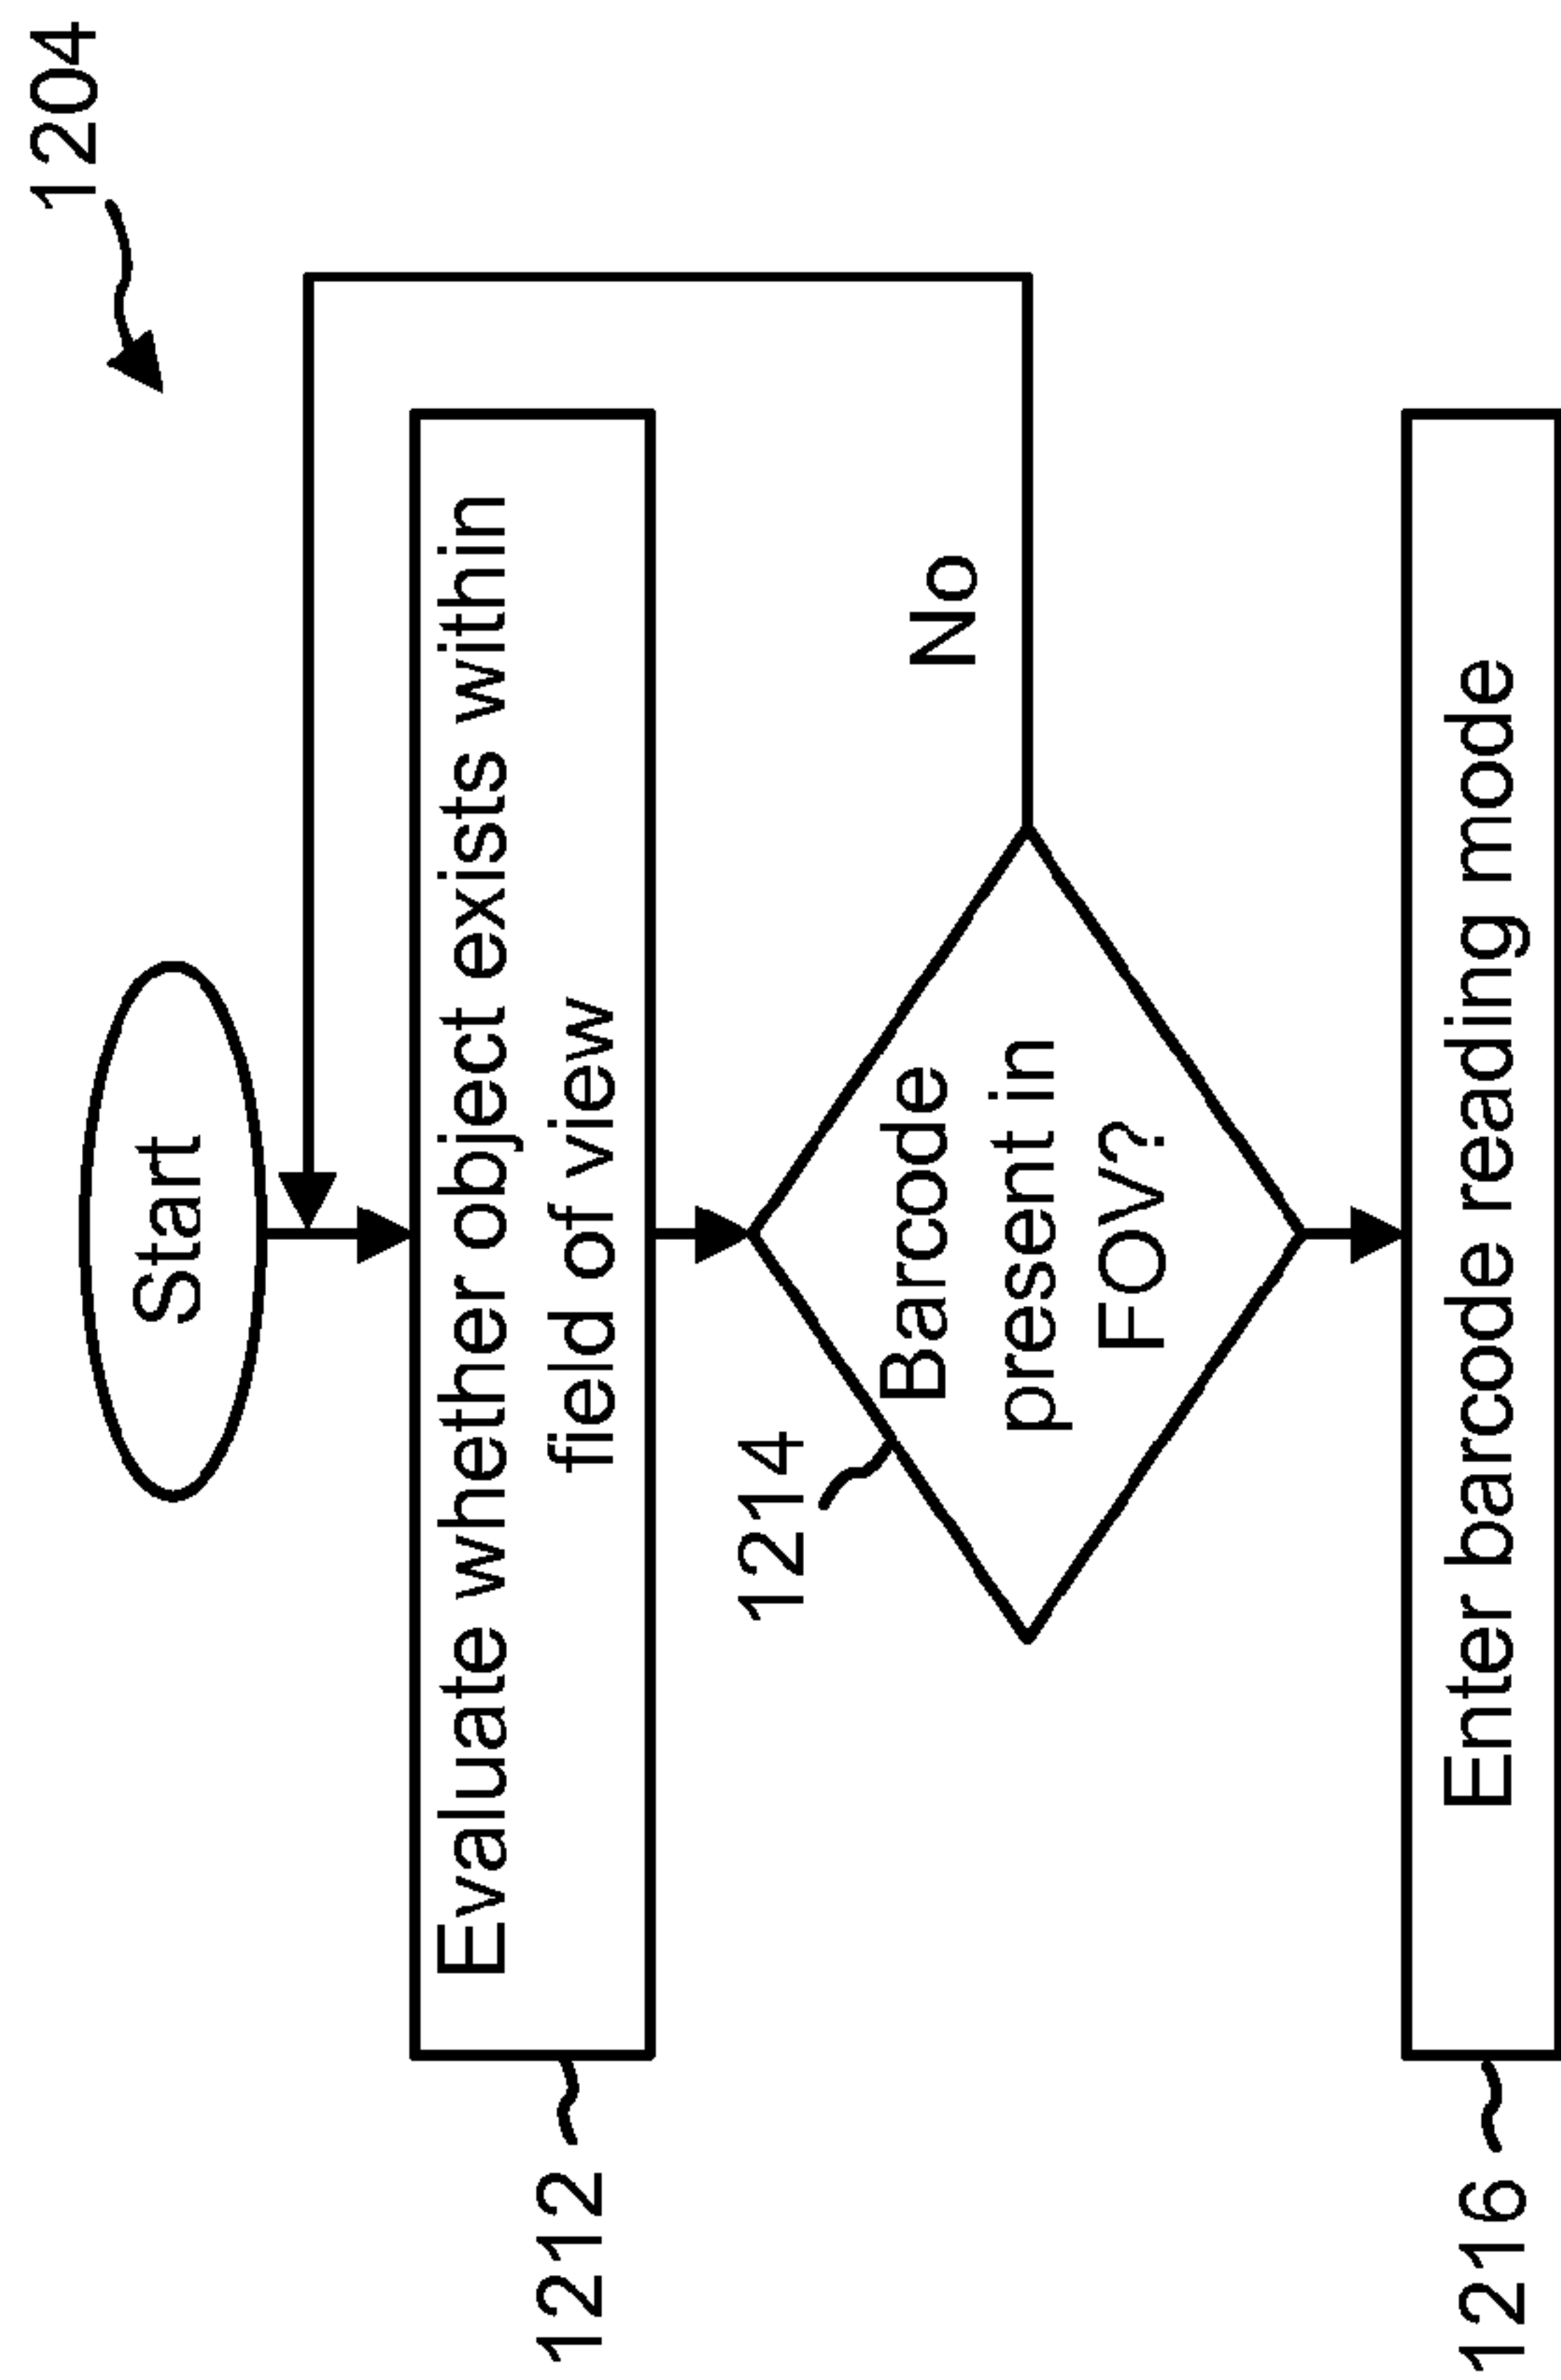 1204
Start
Evaluate whether object exists within
field of view
1212
1214
Barcode
present in
FOV?
No
Enter barcode reading mode
1216